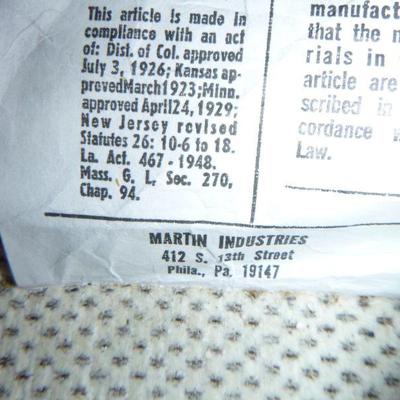 This article is made in
compliance with an act
of: Dist. of Col. approved
July 3, 1926; Kansas ap-
provedMarch1923;Minn.
approved April24, 1929;
New Jersey revised
Statutes 26: 10-6 to 18.
La. Act. 467 - 1948.
Mass. G. L. Sec. 270,
Chap. 94.
manufact
that the m
rials in
article are
scribed in
cordance w
Law.
MARTIN INDUSTRIES
412 S. 13th Street
Phila., Pa. 19147